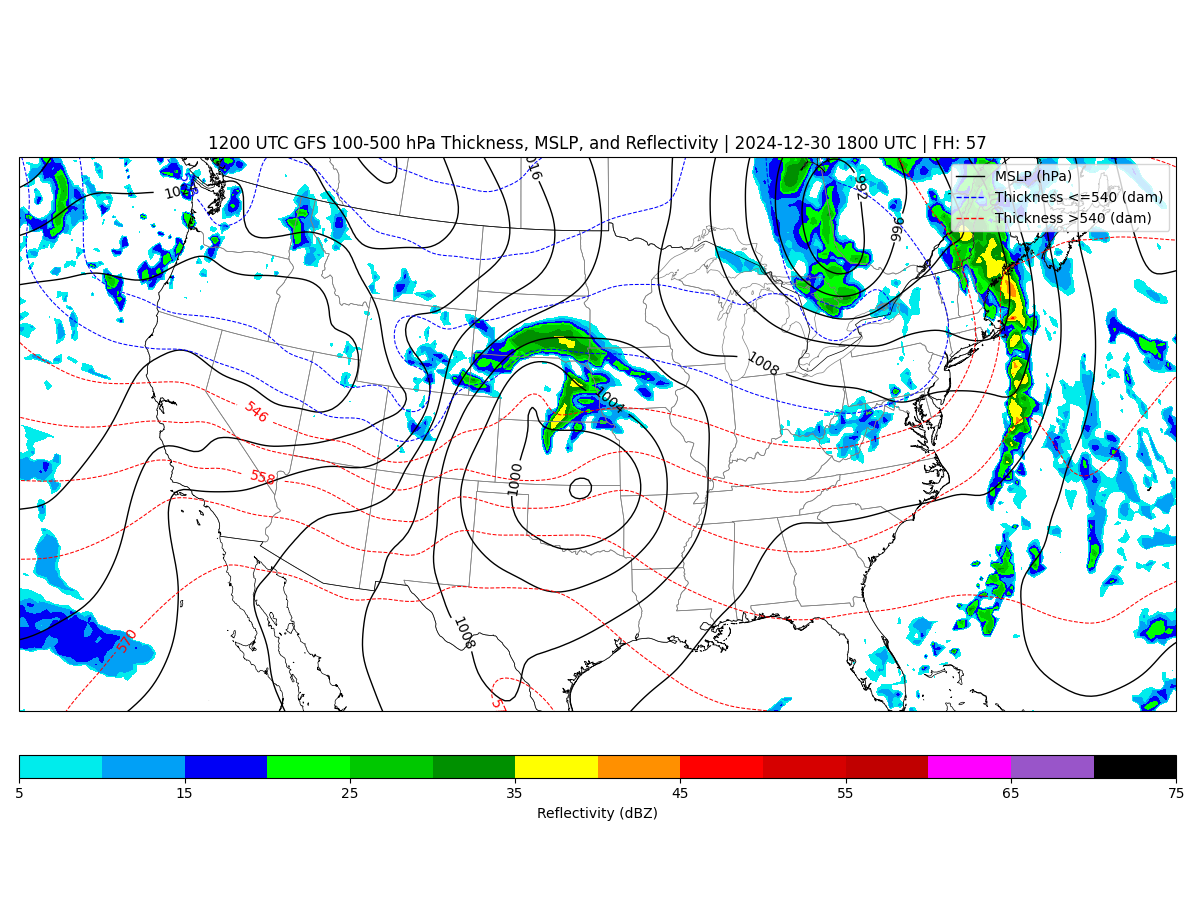 1200 UTC GFS 100-500 hPa Thickness, MSLP, and Reflectivity | 2024-12-30 1800 UTC | FH: 57
MSLP (hPa)
Thickness <=540 (dam)
Thickness >540 (dam)
992
996
1008
1004
546
558
1000
1008
570
5 15 25 35 45 55 65 75
Reflectivity (dBZ)